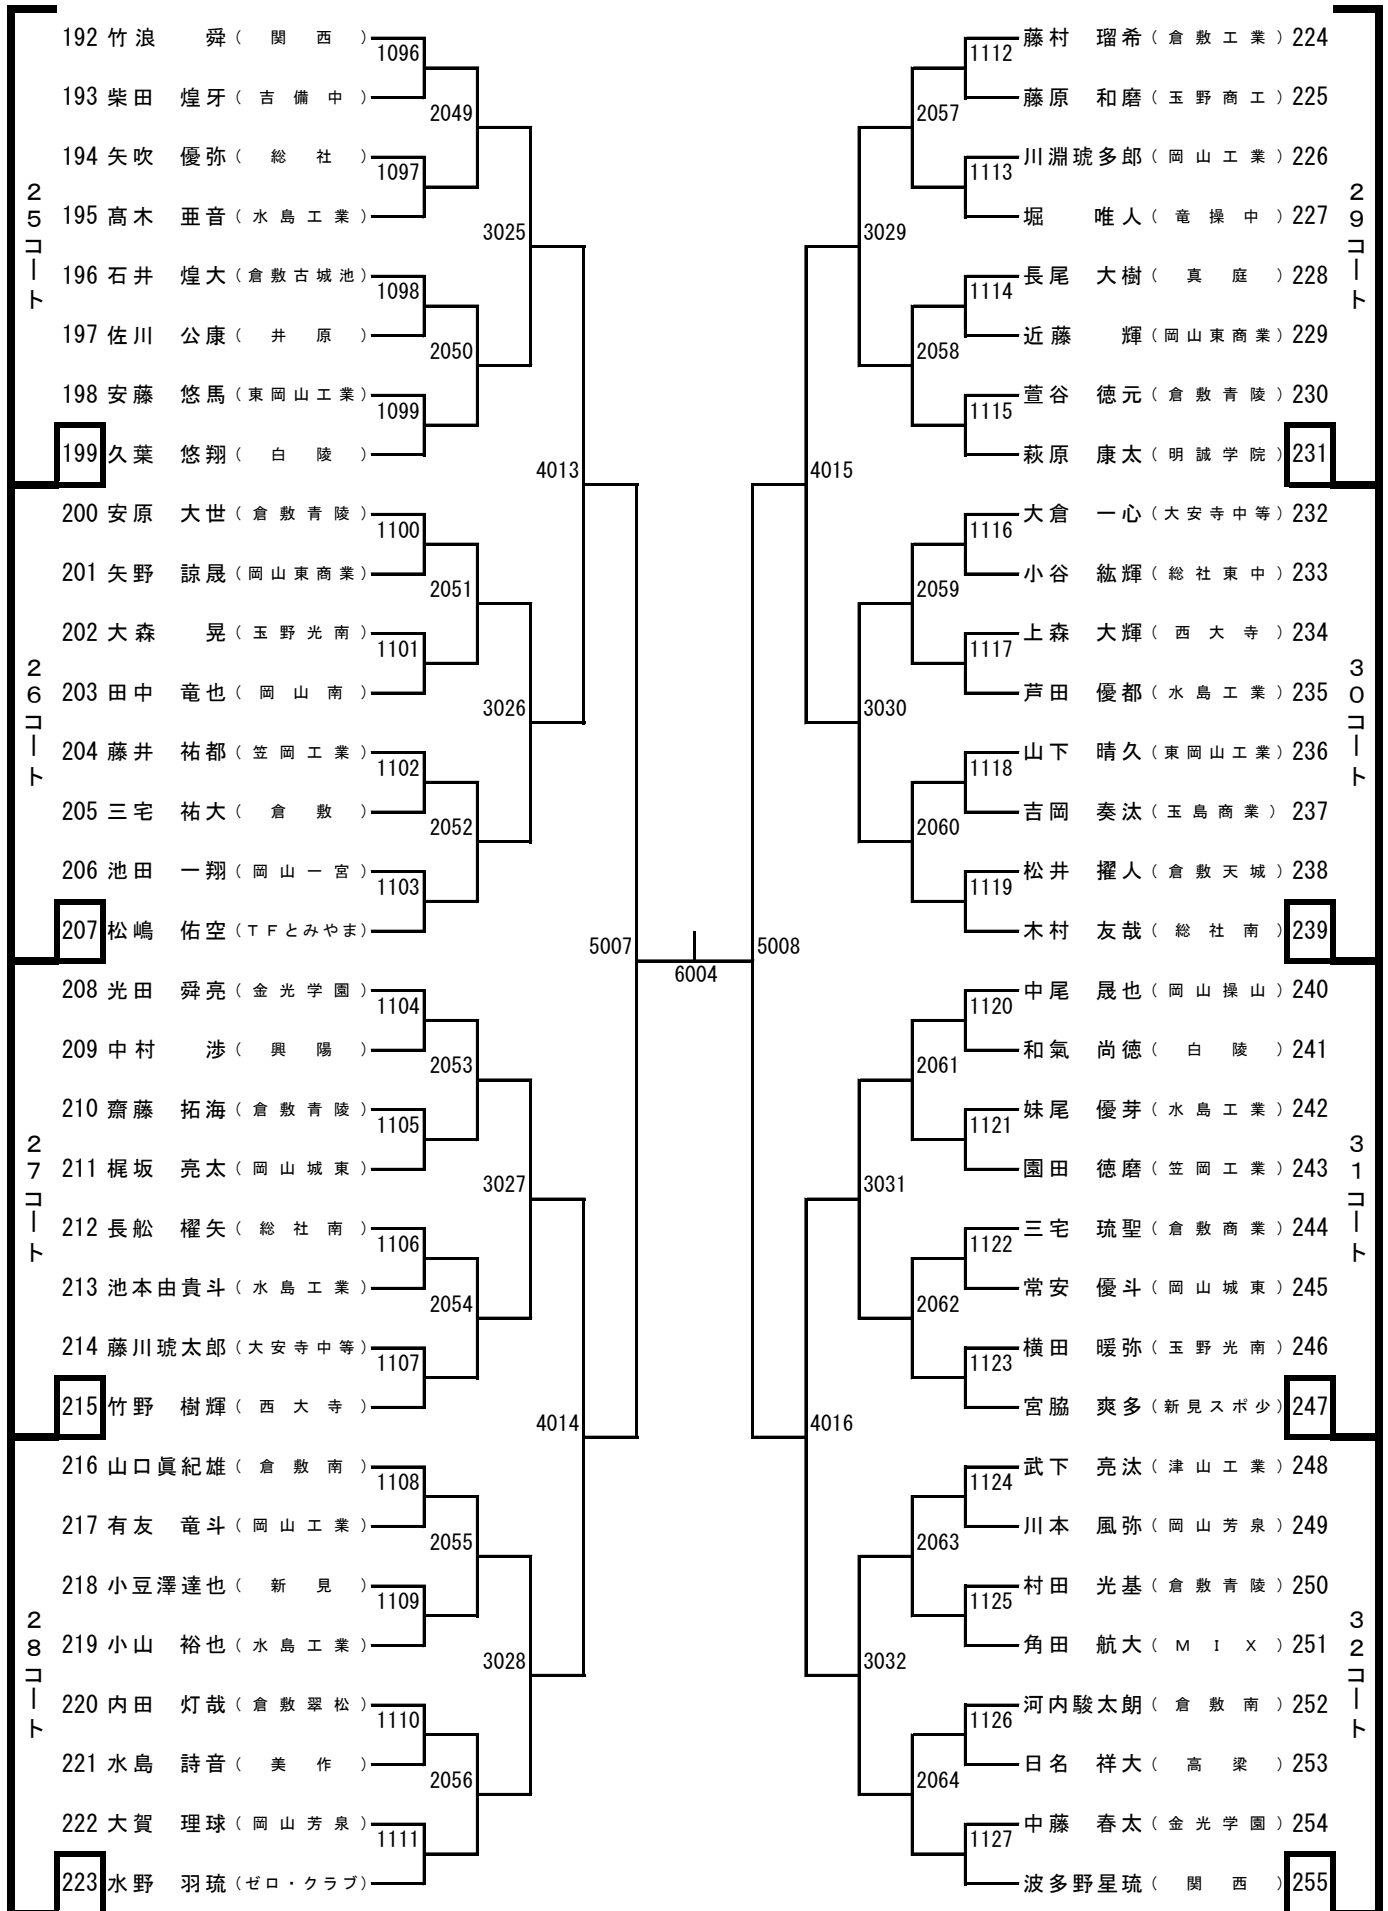 192 竹浪 舜 (関西)
1096
193 柴田 煌牙 (吉備中)
2049
194 矢吹 優弥 (総社)
1097
195 髙木 亜音 (水島工業)
25コート
3025
196 石井 煌大 (倉敷古城池)
1098
197 佐川 公康 (井原)
2050
198 安藤 悠馬 (東岡山工業)
1099
199 久葉 悠翔 (白陵)
4013
200 安原 大世 (倉敷青陵)
1100
201 矢野 諒晟 (岡山東商業)
2051
202 大森 晃 (玉野光南)
1101
203 田中 竜也 (岡山南)
26コート
3026
204 藤井 祐都 (笠岡工業)
1102
205 三宅 祐大 (倉敷)
2052
206 池田 一翔 (岡山一宮)
1103
207 松嶋 佑空 (TFとみやま)
5007
208 光田 舜亮 (金光学園)
1104
209 中村 渉 (興陽)
2053
210 齋藤 拓海 (倉敷青陵)
1105
211 梶坂 亮太 (岡山城東)
27コート
3027
212 長舩 櫂矢 (総社南)
1106
213 池本由貴斗 (水島工業)
2054
214 藤川琥太郎 (大安寺中等)
1107
215 竹野 樹輝 (西大寺)
4014
216 山口眞紀雄 (倉敷南)
1108
217 有友 竜斗 (岡山工業)
2055
218 小豆澤達也 (新見)
1109
219 小山 裕也 (水島工業)
28コート
3028
220 内田 灯哉 (倉敷翠松)
1110
221 水島 詩音 (美作)
2056
222 大賀 理球 (岡山芳泉)
1111
223 水野 羽琉 (ゼロ・クラブ)
6004
藤村 瑠希 (倉敷工業) 224
1112
藤原 和磨 (玉野商工) 225
2057
川淵琥多郎 (岡山工業) 226
1113
堀 唯人 (竜操中) 227
29コート
3029
長尾 大樹 (真庭) 228
1114
近藤 輝 (岡山東商業) 229
2058
萱谷 徳元 (倉敷青陵) 230
1115
萩原 康太 (明誠学院) 231
4015
大倉 一心 (大安寺中等) 232
1116
小谷 紘輝 (総社東中) 233
2059
上森 大輝 (西大寺) 234
1117
芦田 優都 (水島工業) 235
30コート
3030
山下 晴久 (東岡山工業) 236
1118
吉岡 奏汰 (玉島商業) 237
2060
松井 擢人 (倉敷天城) 238
1119
木村 友哉 (総社南) 239
5008
中尾 晟也 (岡山操山) 240
1120
和氣 尚徳 (白陵) 241
2061
妹尾 優芽 (水島工業) 242
1121
園田 徳磨 (笠岡工業) 243
31コート
3031
三宅 琉聖 (倉敷商業) 244
1122
常安 優斗 (岡山城東) 245
2062
横田 暖弥 (玉野光南) 246
1123
宮脇 爽多 (新見スポ少) 247
4016
武下 亮汰 (津山工業) 248
1124
川本 風弥 (岡山芳泉) 249
2063
村田 光基 (倉敷青陵) 250
1125
角田 航大 (MIX) 251
32コート
3032
河内駿太朗 (倉敷南) 252
1126
日名 祥大 (高梁) 253
2064
中藤 春太 (金光学園) 254
1127
波多野星琉 (関西) 255